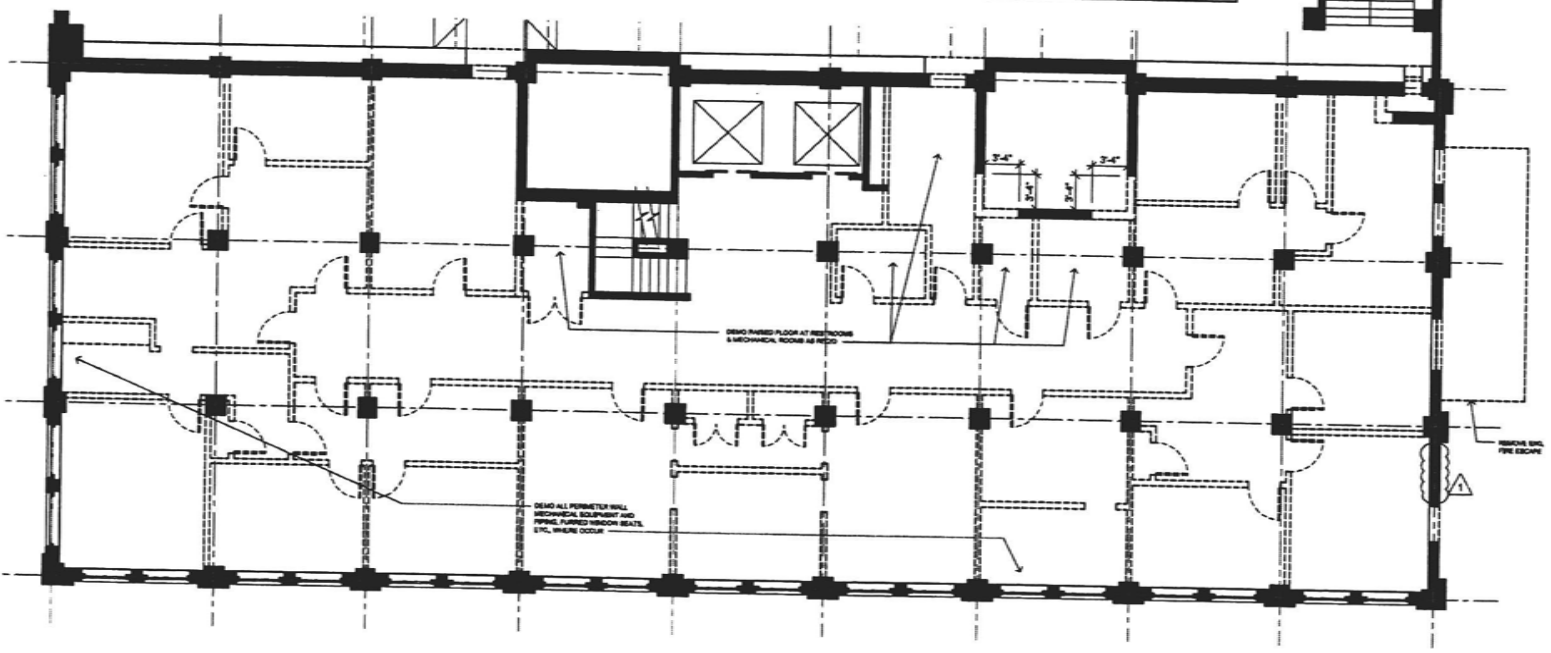 3'-4"
3'-4"
3'-4"
3'-4"
DEMO RAISED FLOOR AT RESTROOMS
& MECHANICAL ROOMS AS REQ'D
REMOVE EXG.
FIRE ESCAPE
1
DEMO ALL PERIMETER WALL
MECHANICAL EQUIPMENT AND
PIPING, FURRED WINDOW SEATS,
ETC., WHERE OCCUR